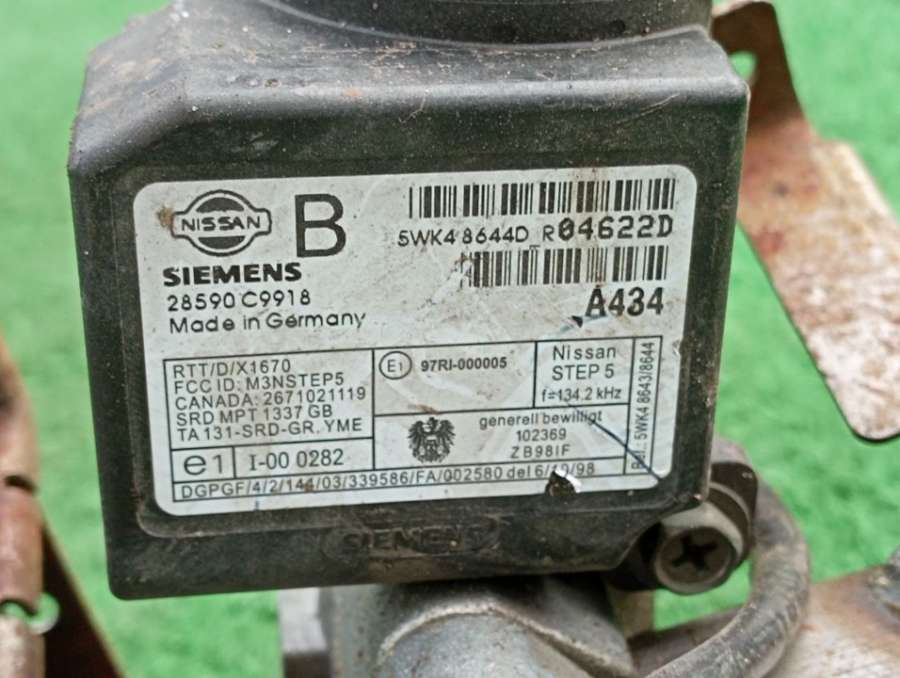 NISSAN
B
5WK4 8644D R04622D
SIEMENS
28590 C9918
Made in Germany
A434
RTT/D/X1670
FCC ID: M3NSTEP5
CANADA: 2671021119
SRD MPT 1337 GB
TA 131-SRD-GR. YME
E1 97RI-000005
Nissan
STEP 5
f=134.2 kHz
generell bewilligt
102369
ZB98IF
e1 I-00 0282
DGPGF/4/2/144/03/339586/FA/002580 del 6/10/98
Ref.: 5WK4 8643/8644
SIEMENS